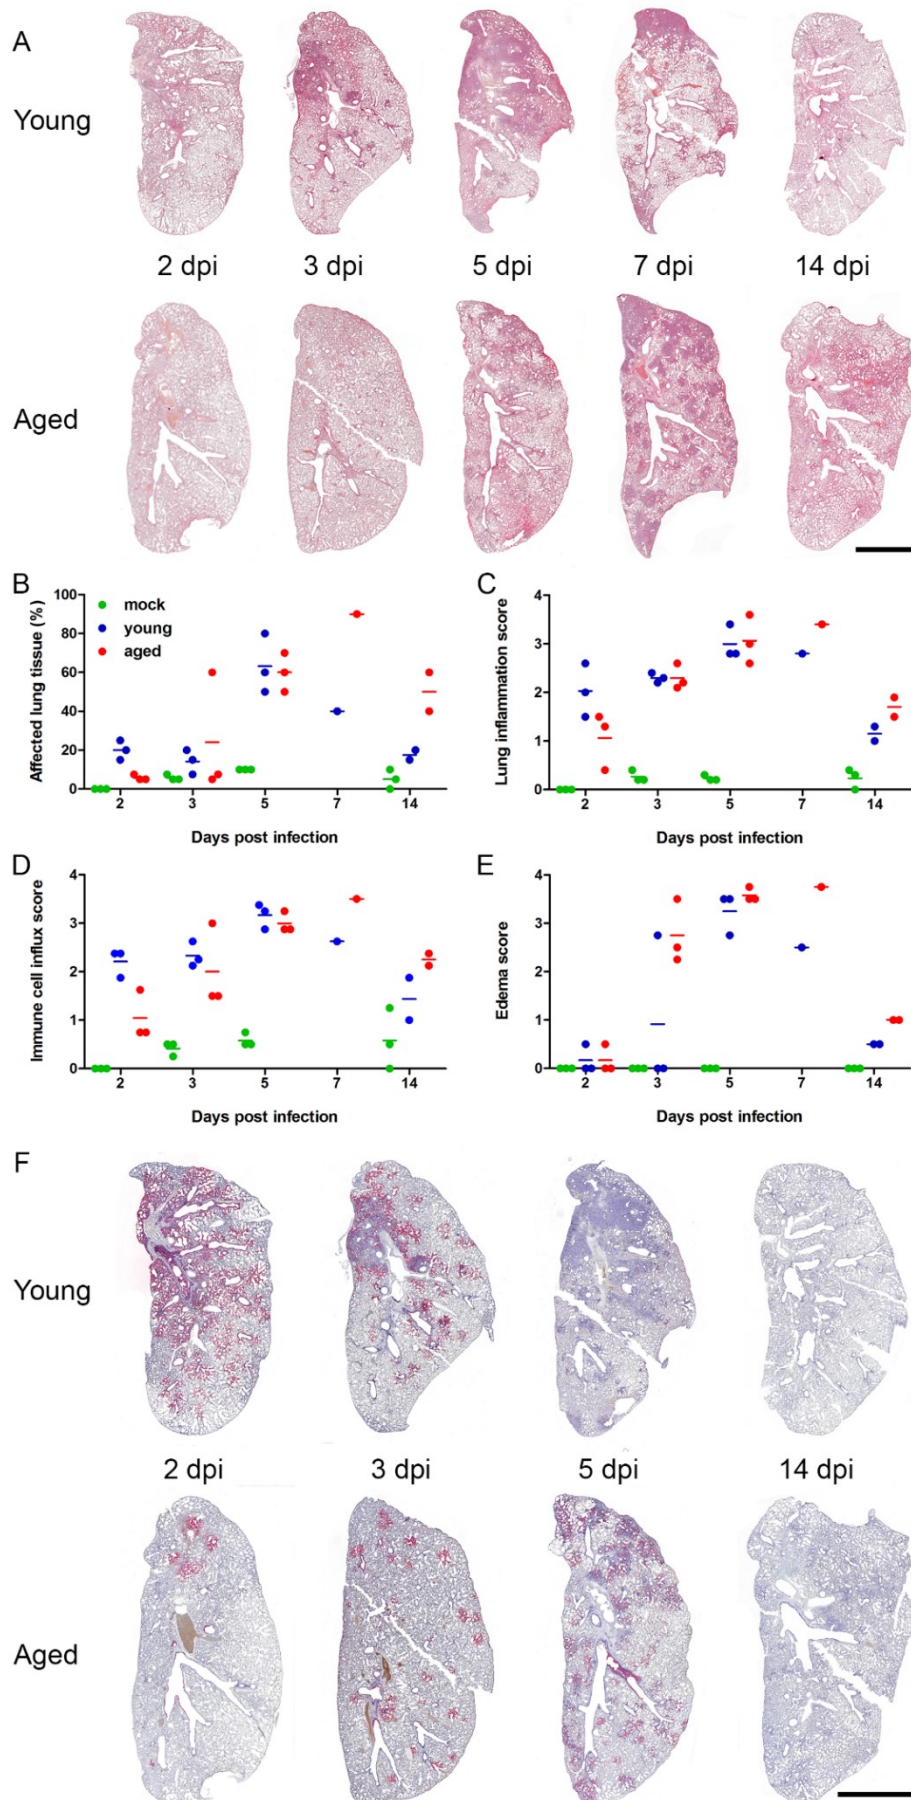 A
Young
2 dpi 3 dpi 5 dpi 7 dpi 14 dpi
Aged
B
Affected lung tissue (%)
100
80
60
40
20
0
mock
young
aged
2 3 5 7 14
Days post infection
C
Lung inflammation score
4
3
2
1
0
2 3 5 7 14
Days post infection
D
Immune cell influx score
4
3
2
1
0
2 3 5 7 14
Days post infection
E
Edema score
4
3
2
1
0
2 3 5 7 14
Days post infection
F
Young
2 dpi 3 dpi 5 dpi 14 dpi
Aged